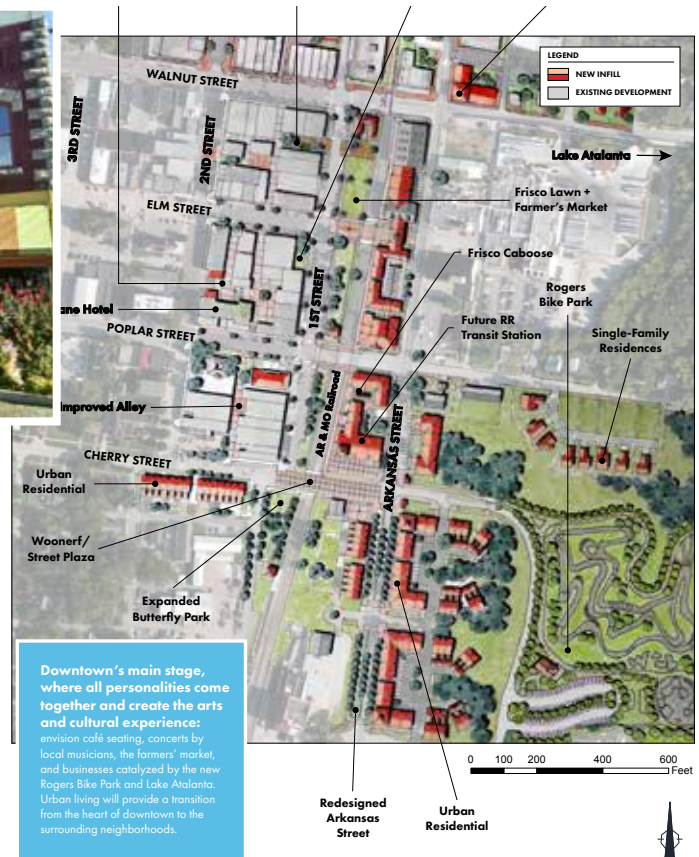 LEGEND
NEW INFILL
EXISTING DEVELOPMENT
WALNUT STREET
3RD STREET
2ND STREET
Lake Atalanta
ELM STREET
Frisco Lawn +
Farmer's Market
Frisco Caboose
Rogers
Bike Park
ane Hotel
1ST STREET
POPLAR STREET
Future RR
Transit Station
Single-Family
Residences
AR & MO Railroad
Improved Alley
ARKANSAS STREET
CHERRY STREET
Urban
Residential
Woonerf/
Street Plaza
Expanded
Butterfly Park
Downtown's main stage,
where all personalities come
together and create the arts
and cultural experience:
envision café seating, concerts by
local musicians, the farmers' market,
and businesses catalyzed by the new
Rogers Bike Park and Lake Atalanta.
Urban living will provide a transition
from the heart of downtown to the
surrounding neighborhoods.
0 100 200 400 600
Feet
Redesigned
Arkansas
Street
Urban
Residential